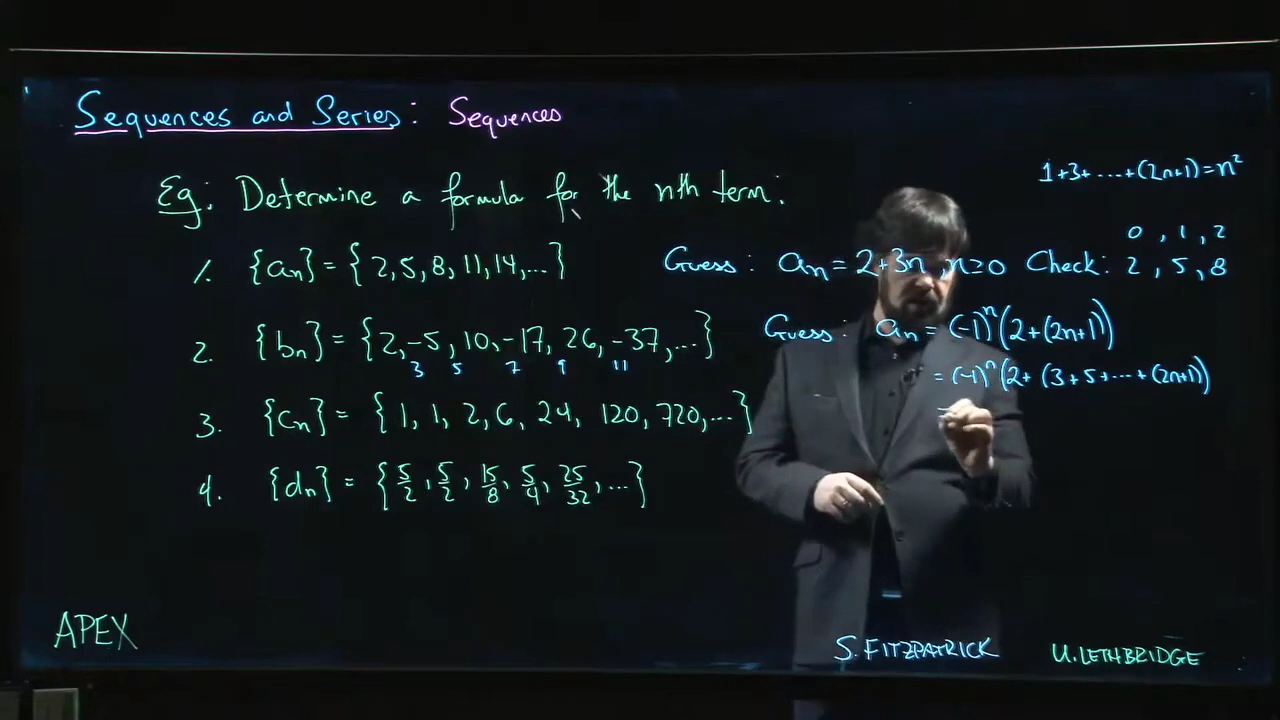 Sequences and Series: Sequences
1+3+...+(2n+1)=n²
Eg: Determine a formula for the nth term:
0, 1, 2
1. {aₙ} = {2, 5, 8, 11, 14, ...} Guess: aₙ = 2+3n, n≥0 Check: 2, 5, 8
2. {bₙ} = {2, -5, 10, -17, 26, -37, ...} Guess: aₙ = (-1)ⁿ(2+(2n+1))
3 5 7 9 11
= (-1)ⁿ(2+(3+5+...+(2n+1))
3. {cₙ} = {1, 1, 2, 6, 24, 120, 720, ...}
4. {dₙ} = {5/2, 5/2, 15/8, 5/4, 25/32, ...}
APEX
S. FITZPATRICK
U. LETHBRIDGE